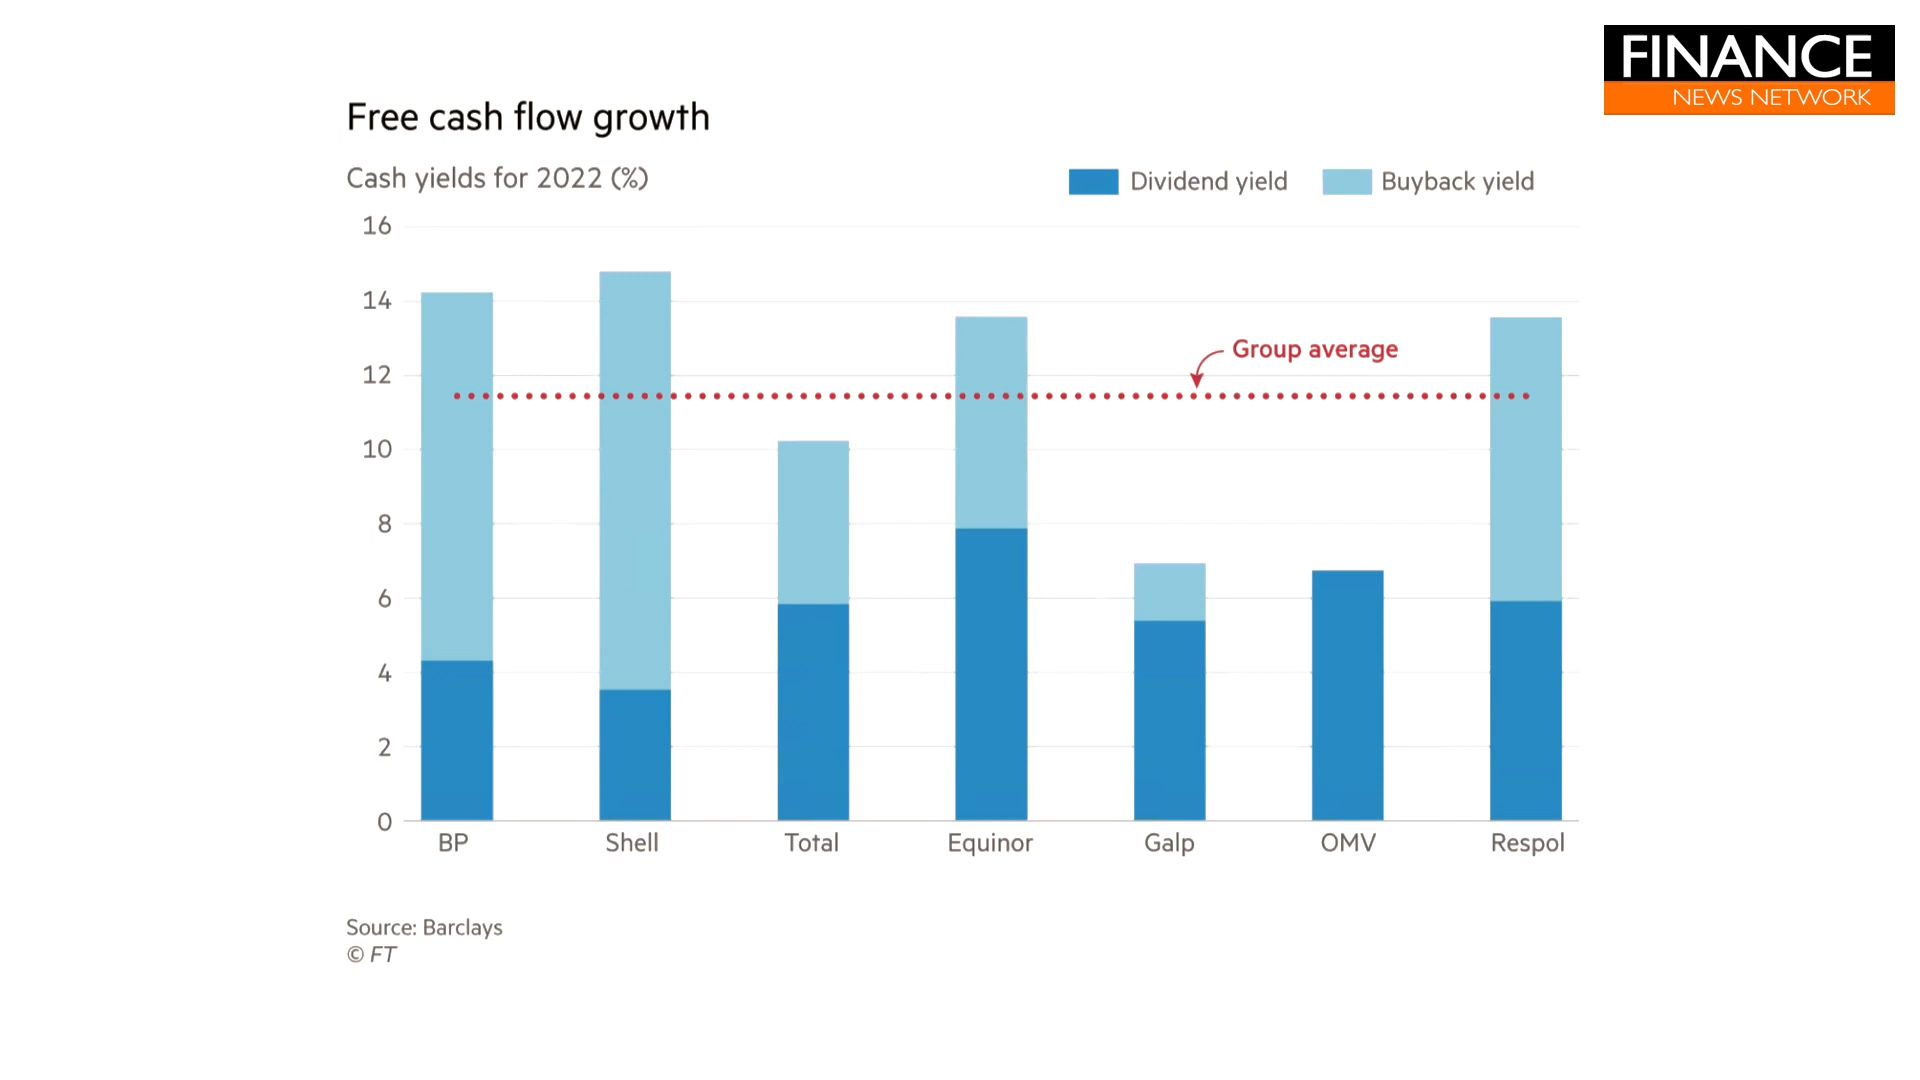 FINANCE
NEWS NETWORK
Free cash flow growth
Cash yields for 2022 (%)
Dividend yield
Buyback yield
16
14
Group average
12
10
8
6
4
2
0
BP Shell Total Equinor Galp OMV Respol
Source: Barclays
© FT